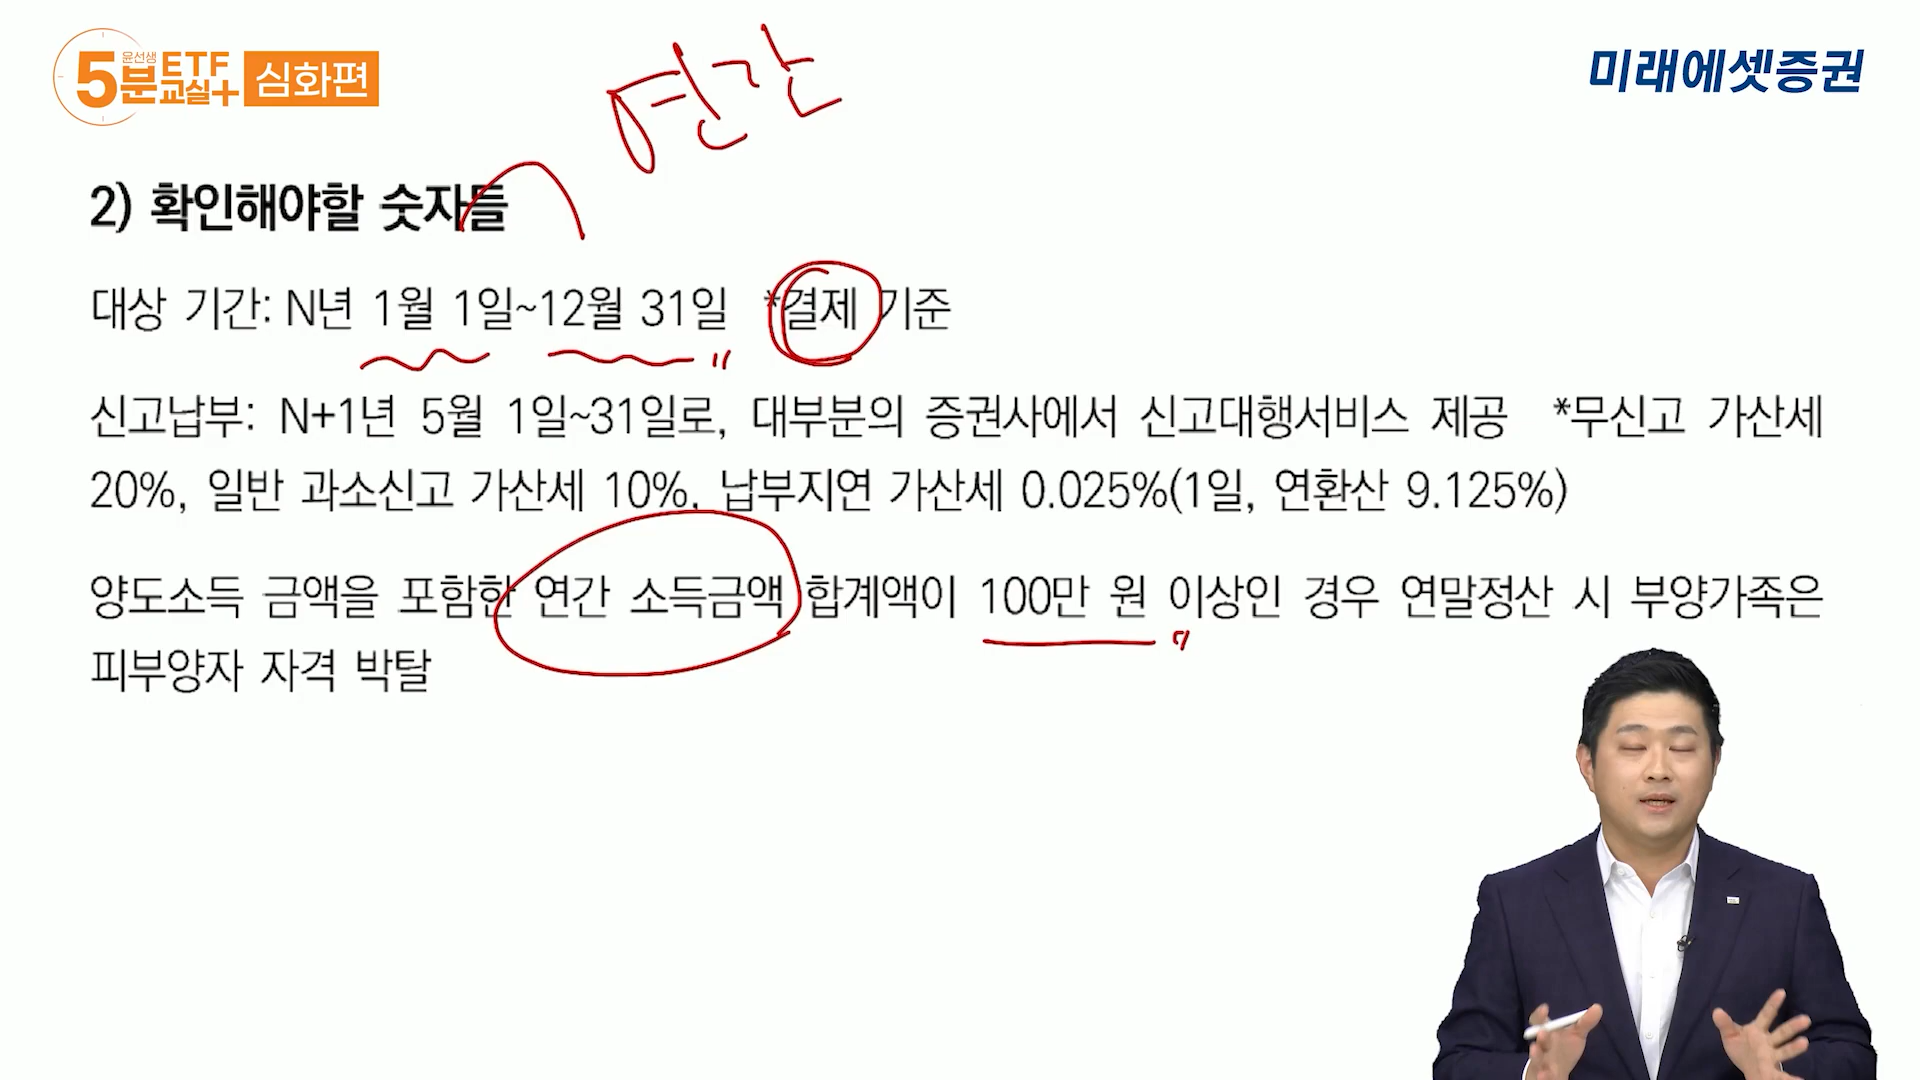 5분 윤선생 ETF 교실+ 심화편
미래에셋증권
연간
2) 확인해야할 숫자들
대상 기간: N년 1월 1일~12월 31일 *결제 기준
신고납부: N+1년 5월 1일~31일로, 대부분의 증권사에서 신고대행서비스 제공 *무신고 가산세
20%, 일반 과소신고 가산세 10%, 납부지연 가산세 0.025%(1일, 연환산 9.125%)
양도소득 금액을 포함한 연간 소득금액 합계액이 100만 원 이상인 경우 연말정산 시 부양가족은
피부양자 자격 박탈